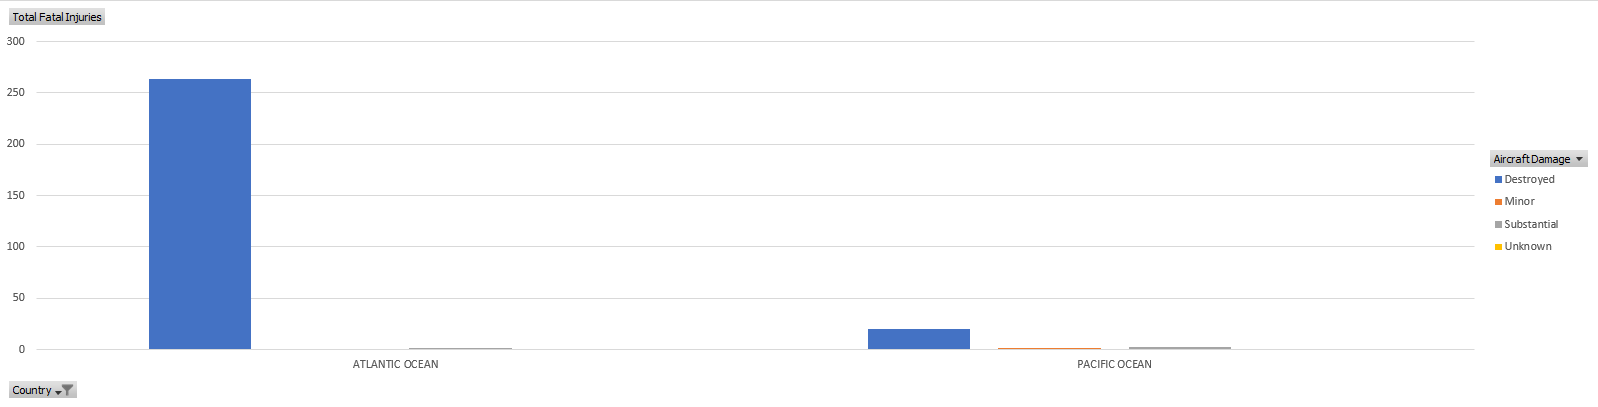 Total Fatal Injuries
300
250
200
150
100
50
0
ATLANTIC OCEAN
PACIFIC OCEAN
Aircraft Damage
Destroyed
Minor
Substantial
Unknown
Country